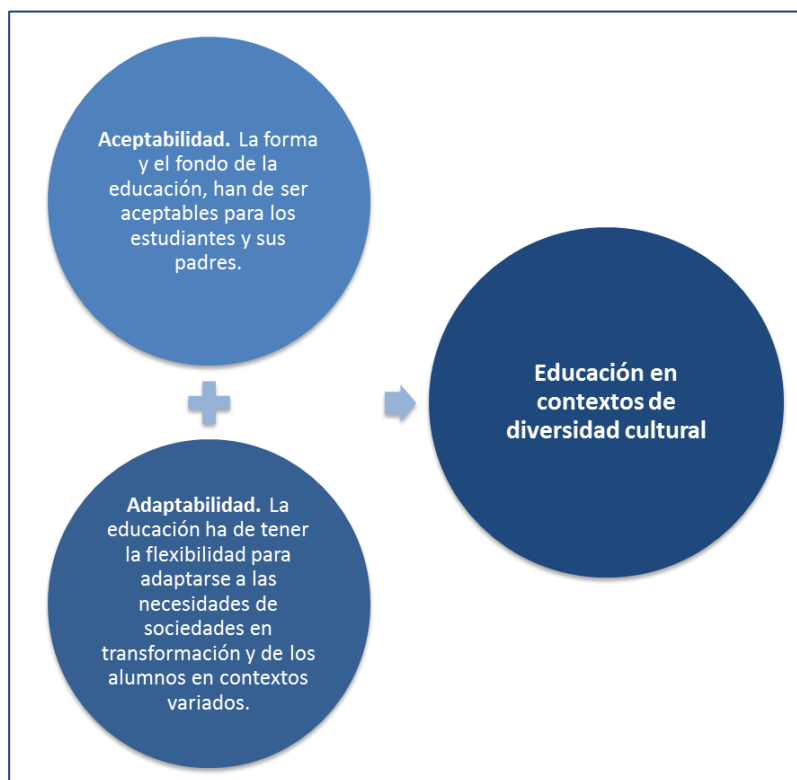 Aceptabilidad. La forma
y el fondo de la
educación, han de ser
aceptables para los
estudiantes y sus
padres.
Adaptabilidad. La
educación ha de tener
la flexibilidad para
adaptarse a las
necesidades de
sociedades en
transformación y de los
alumnos en contextos
variados.
Educación en
contextos de
diversidad cultural